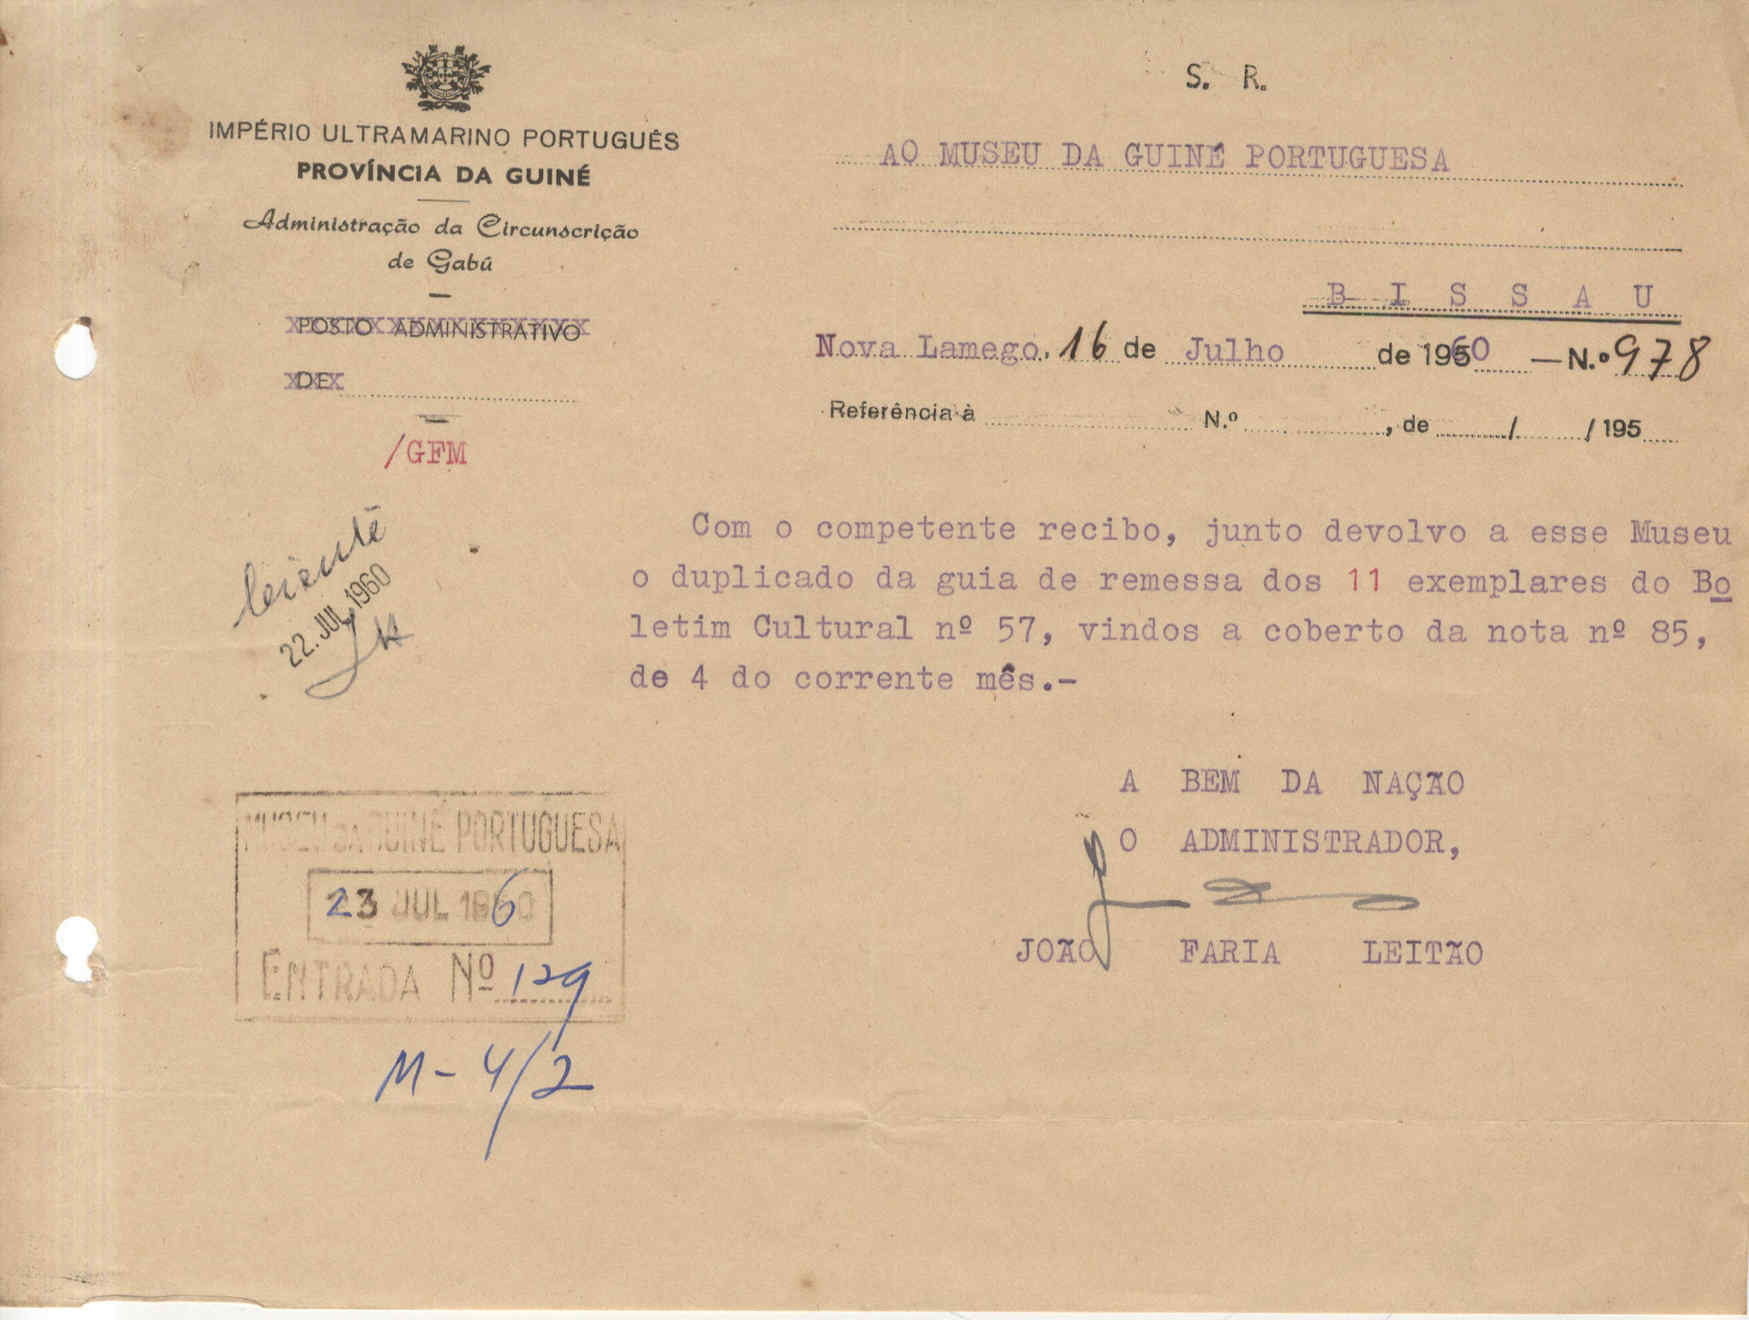 S. R.
IMPÉRIO ULTRAMARINO PORTUGUÊS
PROVÍNCIA DA GUINÉ
Administração da Circunscrição
de Gabú
POSTO ADMINISTRATIVO
DE
/GFM
AO MUSEU DA GUINÉ PORTUGUESA
B I S S A U
Nova Lamego, 16 de Julho de 1960 — N.º 978
Referência à N.º , de / / 195
Com o competente recibo, junto devolvo a esse Museu
o duplicado da guia de remessa dos 11 exemplares do Bo
letim Cultural nº 57, vindos a coberto da nota nº 85,
de 4 do corrente mês.-
Ciente
22. JUL 1960
A BEM DA NAÇÃO
O ADMINISTRADOR,
JOÃO FARIA LEITÃO
MUSEU DA GUINÉ PORTUGUESA
23 JUL 1960
ENTRADA Nº 129
M-4/2